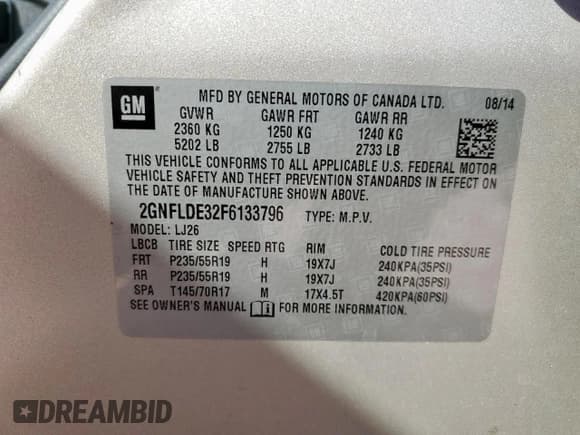 GM
MFD BY GENERAL MOTORS OF CANADA LTD. 08/14
GVWR GAWR FRT GAWR RR
2360 KG 1250 KG 1240 KG
5202 LB 2755 LB 2733 LB
THIS VEHICLE CONFORMS TO ALL APPLICABLE U.S. FEDERAL MOTOR
VEHICLE SAFETY AND THEFT PREVENTION STANDARDS IN EFFECT ON
THE DATE OF MANUFACTURE SHOWN ABOVE.
2GNFLDE32F6133796 TYPE: M.P.V.
MODEL: LJ26
LBCB TIRE SIZE SPEED RTG RIM COLD TIRE PRESSURE
FRT P235/55R19 H 19X7J 240KPA(35PSI)
RR P235/55R19 H 19X7J 240KPA(35PSI)
SPA T145/70R17 M 17X4.5T 420KPA(60PSI)
SEE OWNER'S MANUAL i FOR MORE INFORMATION.
DREAMBID